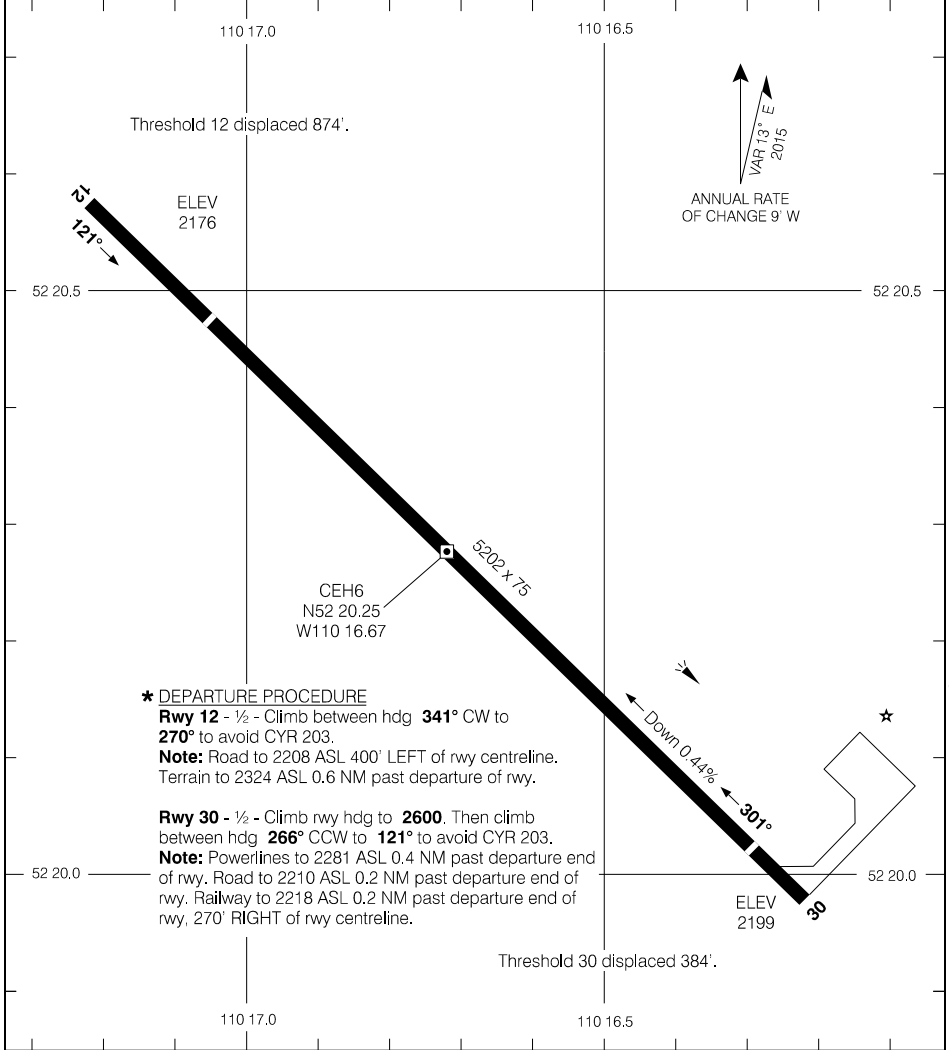 110 17.0
110 16.5
Threshold 12 displaced 874'.
VAR 13° E
2015
ANNUAL RATE
OF CHANGE 9' W
12
121°
ELEV
2176
52 20.5
52 20.5
5202 x 75
CEH6
N52 20.25
W110 16.67
* DEPARTURE PROCEDURE
Rwy 12 - ½ - Climb between hdg 341° CW to
270° to avoid CYR 203.
Note: Road to 2208 ASL 400' LEFT of rwy centreline.
Terrain to 2324 ASL 0.6 NM past departure of rwy.
Rwy 30 - ½ - Climb rwy hdg to 2600. Then climb
between hdg 266° CCW to 121° to avoid CYR 203.
Note: Powerlines to 2281 ASL 0.4 NM past departure end
of rwy. Road to 2210 ASL 0.2 NM past departure end of
rwy. Railway to 2218 ASL 0.2 NM past departure end of
rwy, 270' RIGHT of rwy centreline.
Down 0.44%
301°
52 20.0
52 20.0
ELEV
2199
30
Threshold 30 displaced 384'.
110 17.0
110 16.5